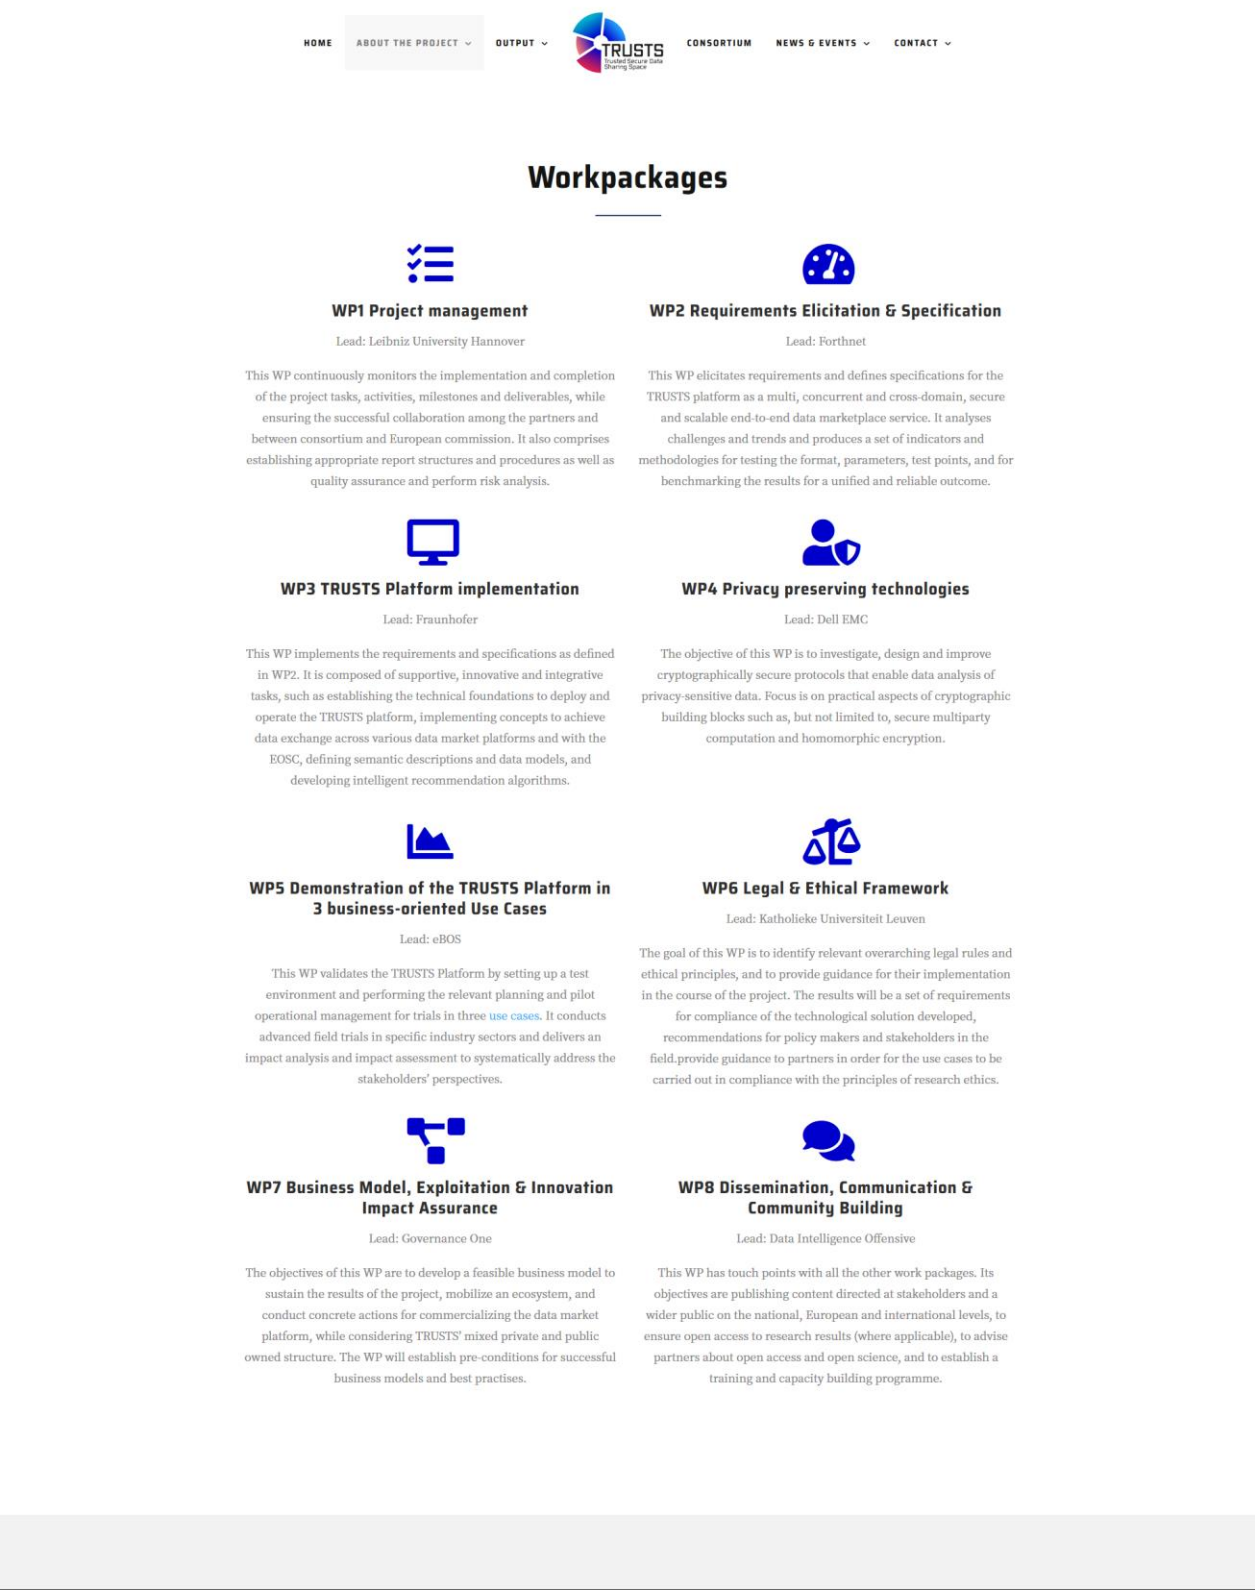 HOME
ABOUT THE PROJECT
OUTPUT
TRUSTS
Trusted Secure Data
Sharing Space
CONSORTIUM
NEWS & EVENTS
CONTACT
Workpackages
WP1 Project management
Lead: Leibniz University Hannover
This WP continuously monitors the implementation and completion
of the project tasks, activities, milestones and deliverables, while
ensuring the successful collaboration among the partners and
between consortium and European commission. It also comprises
establishing appropriate report structures and procedures as well as
quality assurance and perform risk analysis.
WP2 Requirements Elicitation & Specification
Lead: Forthnet
This WP elicitates requirements and defines specifications for the
TRUSTS platform as a multi, concurrent and cross-domain, secure
and scalable end-to-end data marketplace service. It analyses
challenges and trends and produces a set of indicators and
methodologies for testing the format, parameters, test points, and for
benchmarking the results for a unified and reliable outcome.
WP3 TRUSTS Platform implementation
Lead: Fraunhofer
This WP implements the requirements and specifications as defined
in WP2. It is composed of supportive, innovative and integrative
tasks, such as establishing the technical foundations to deploy and
operate the TRUSTS platform, implementing concepts to achieve
data exchange across various data market platforms and with the
EOSC, defining semantic descriptions and data models, and
developing intelligent recommendation algorithms.
WP4 Privacy preserving technologies
Lead: Dell EMC
The objective of this WP is to investigate, design and improve
cryptographically secure protocols that enable data analysis of
privacy-sensitive data. Focus is on practical aspects of cryptographic
building blocks such as, but not limited to, secure multiparty
computation and homomorphic encryption.
WP5 Demonstration of the TRUSTS Platform in
3 business-oriented Use Cases
Lead: eBOS
This WP validates the TRUSTS Platform by setting up a test
environment and performing the relevant planning and pilot
operational management for trials in three use cases. It conducts
advanced field trials in specific industry sectors and delivers an
impact analysis and impact assessment to systematically address the
stakeholders’ perspectives.
WP6 Legal & Ethical Framework
Lead: Katholieke Universiteit Leuven
The goal of this WP is to identify relevant overarching legal rules and
ethical principles, and to provide guidance for their implementation
in the course of the project. The results will be a set of requirements
for compliance of the technological solution developed,
recommendations for policy makers and stakeholders in the
field.provide guidance to partners in order for the use cases to be
carried out in compliance with the principles of research ethics.
WP7 Business Model, Exploitation & Innovation
Impact Assurance
Lead: Governance One
The objectives of this WP are to develop a feasible business model to
sustain the results of the project, mobilize an ecosystem, and
conduct concrete actions for commercializing the data market
platform, while considering TRUSTS’ mixed private and public
owned structure. The WP will establish pre-conditions for successful
business models and best practises.
WP8 Dissemination, Communication &
Community Building
Lead: Data Intelligence Offensive
This WP has touch points with all the other work packages. Its
objectives are publishing content directed at stakeholders and a
wider public on the national, European and international levels, to
ensure open access to research results (where applicable), to advise
partners about open access and open science, and to establish a
training and capacity building programme.